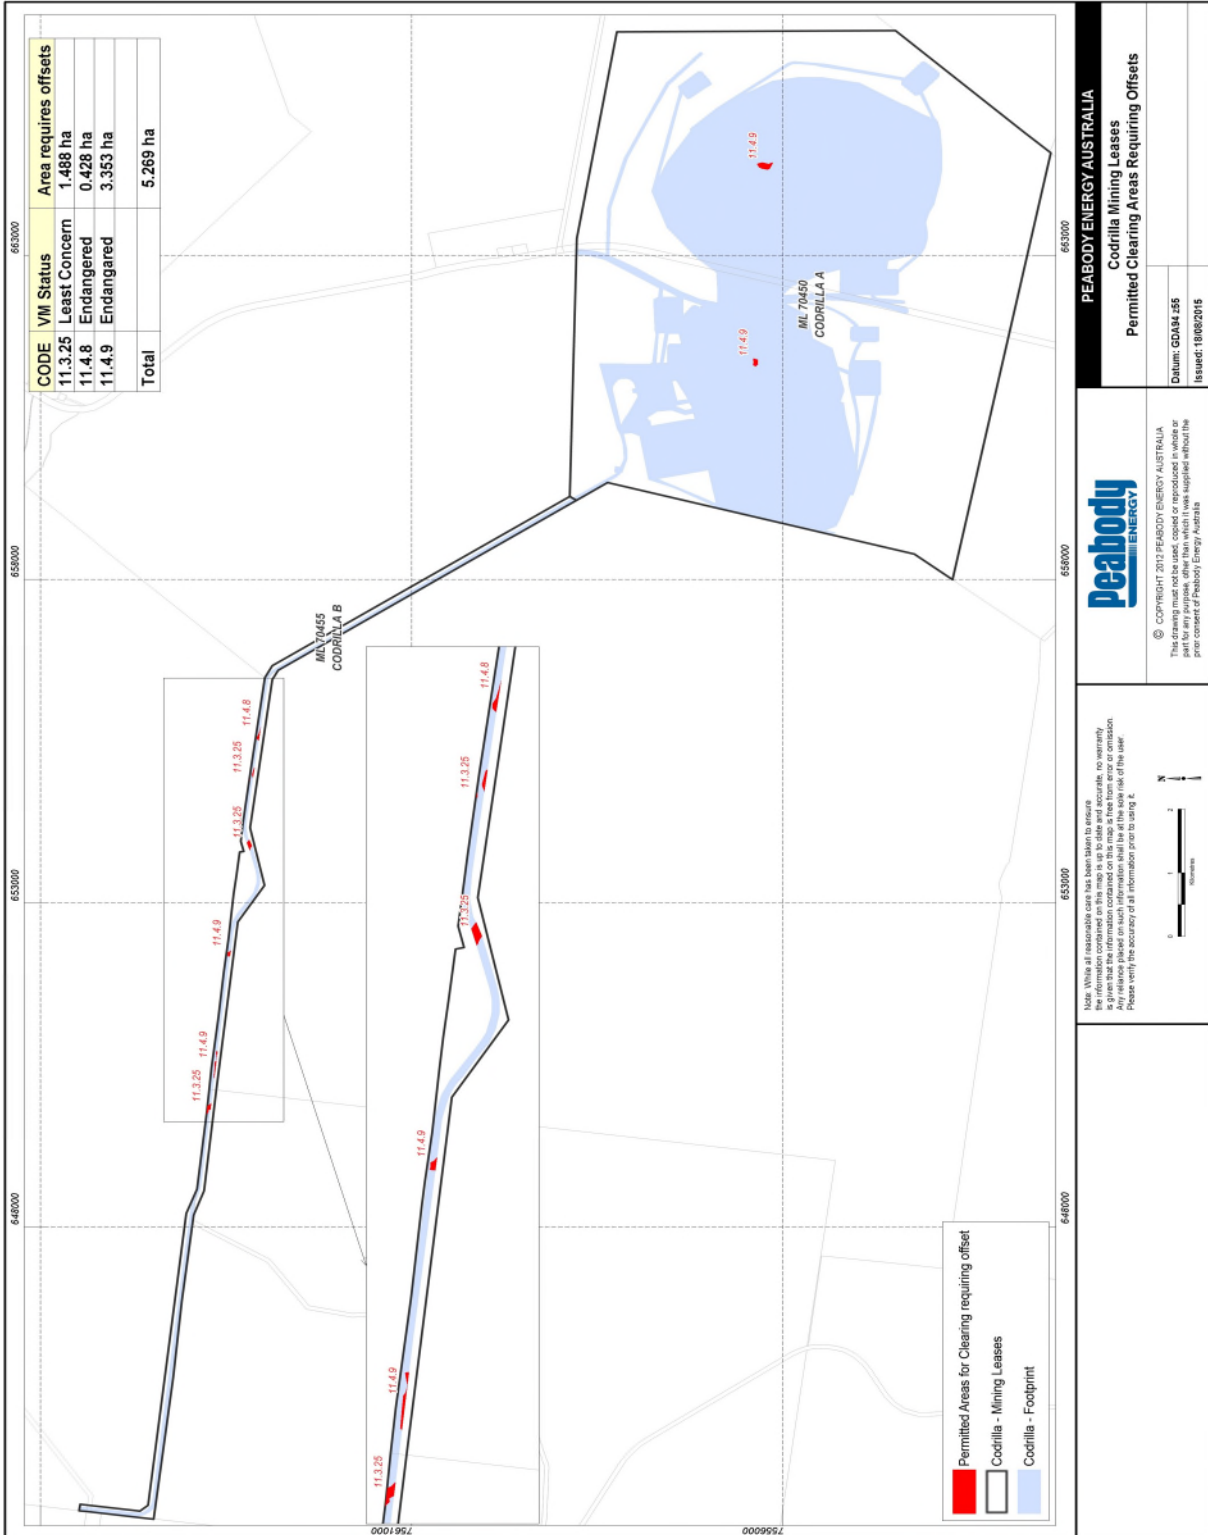 CODE VM Status Area requires offsets
11.3.25 Least Concern 1.488 ha
11.4.8 Endangered 0.428 ha
11.4.9 Endangared 3.353 ha
Total 5.269 ha
648000
653000
658000
663000
11.3.25
11.4.9
11.4.9
11.3.25
11.3.25
11.4.8
ML 70455
CODRILLA B
11.3.25
11.4.9
11.4.9
11.3.25
11.3.25
11.4.8
11.4.9
11.4.9
ML 70450
CODRILLA A
7561000
7556000
648000
653000
658000
663000
Permitted Areas for Clearing requiring offset
Codrilla - Mining Leases
Codrilla - Footprint
Note: While all reasonable care has been taken to ensure
the information contained on this map is up to date and accurate, no warranty
is given that the information contained on this map is free from error or omission.
Any reliance placed on such information shall be at the sole risk of the user.
Please verify the accuracy of all information prior to using it.
N
0 1 2
Kilometres
Peabody
ENERGY
© COPYRIGHT 2012 PEABODY ENERGY AUSTRALIA
This drawing must not be used, copied or reproduced in whole or
part for any purpose, other than which it was supplied without the
prior consent of Peabody Energy Australia
PEABODY ENERGY AUSTRALIA
Codrilla Mining Leases
Permitted Clearing Areas Requiring Offsets
Datum: GDA94 z55
Issued: 18/08/2015